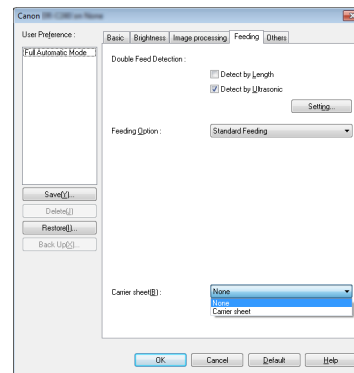 Canon
User Preference :
Full Automatic Mode
Save(Y)...
Delete(J)
Restore(I)...
Back Up(X)...
Basic Brightness Image processing Feeding Others
Double Feed Detection :
Detect by Length
Detect by Ultrasonic
Setting...
Feeding Option : Standard Feeding
Carrier sheet(B) : None
None
Carrier sheet
OK Cancel Default Help